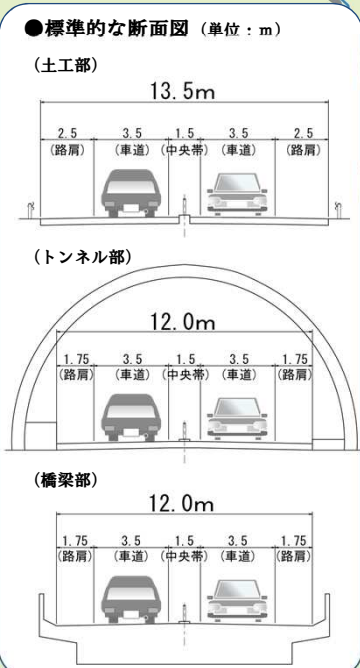 ●標準的な断面図（単位：m）
（土工部）
13.5m
2.5 3.5 1.5 3.5 2.5
(路肩) (車道) (中央帯) (車道) (路肩)
（トンネル部）
12.0m
1.75 3.5 1.5 3.5 1.75
(路肩) (車道) (中央帯) (車道) (路肩)
（橋梁部）
12.0m
1.75 3.5 1.5 3.5 1.75
(路肩) (車道) (中央帯) (車道) (路肩)